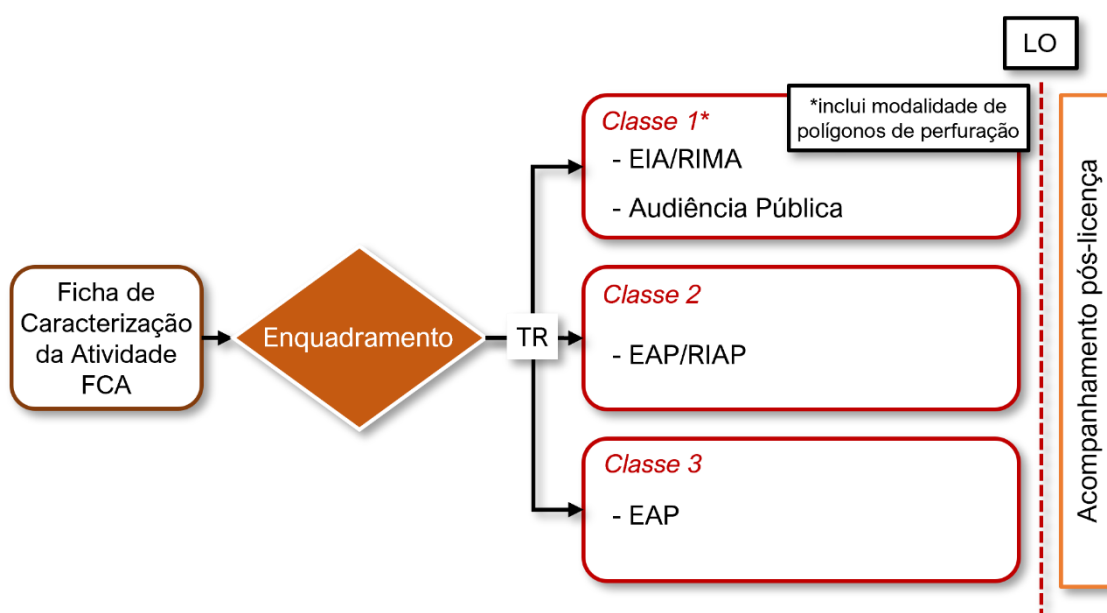 Ficha de
Caracterização
da Atividade
FCA
Enquadramento
TR
Classe 1*
*inclui modalidade de
polígonos de perfuração
- EIA/RIMA
- Audiência Pública
Classe 2
- EAP/RIAP
Classe 3
- EAP
LO
Acompanhamento pós-licença